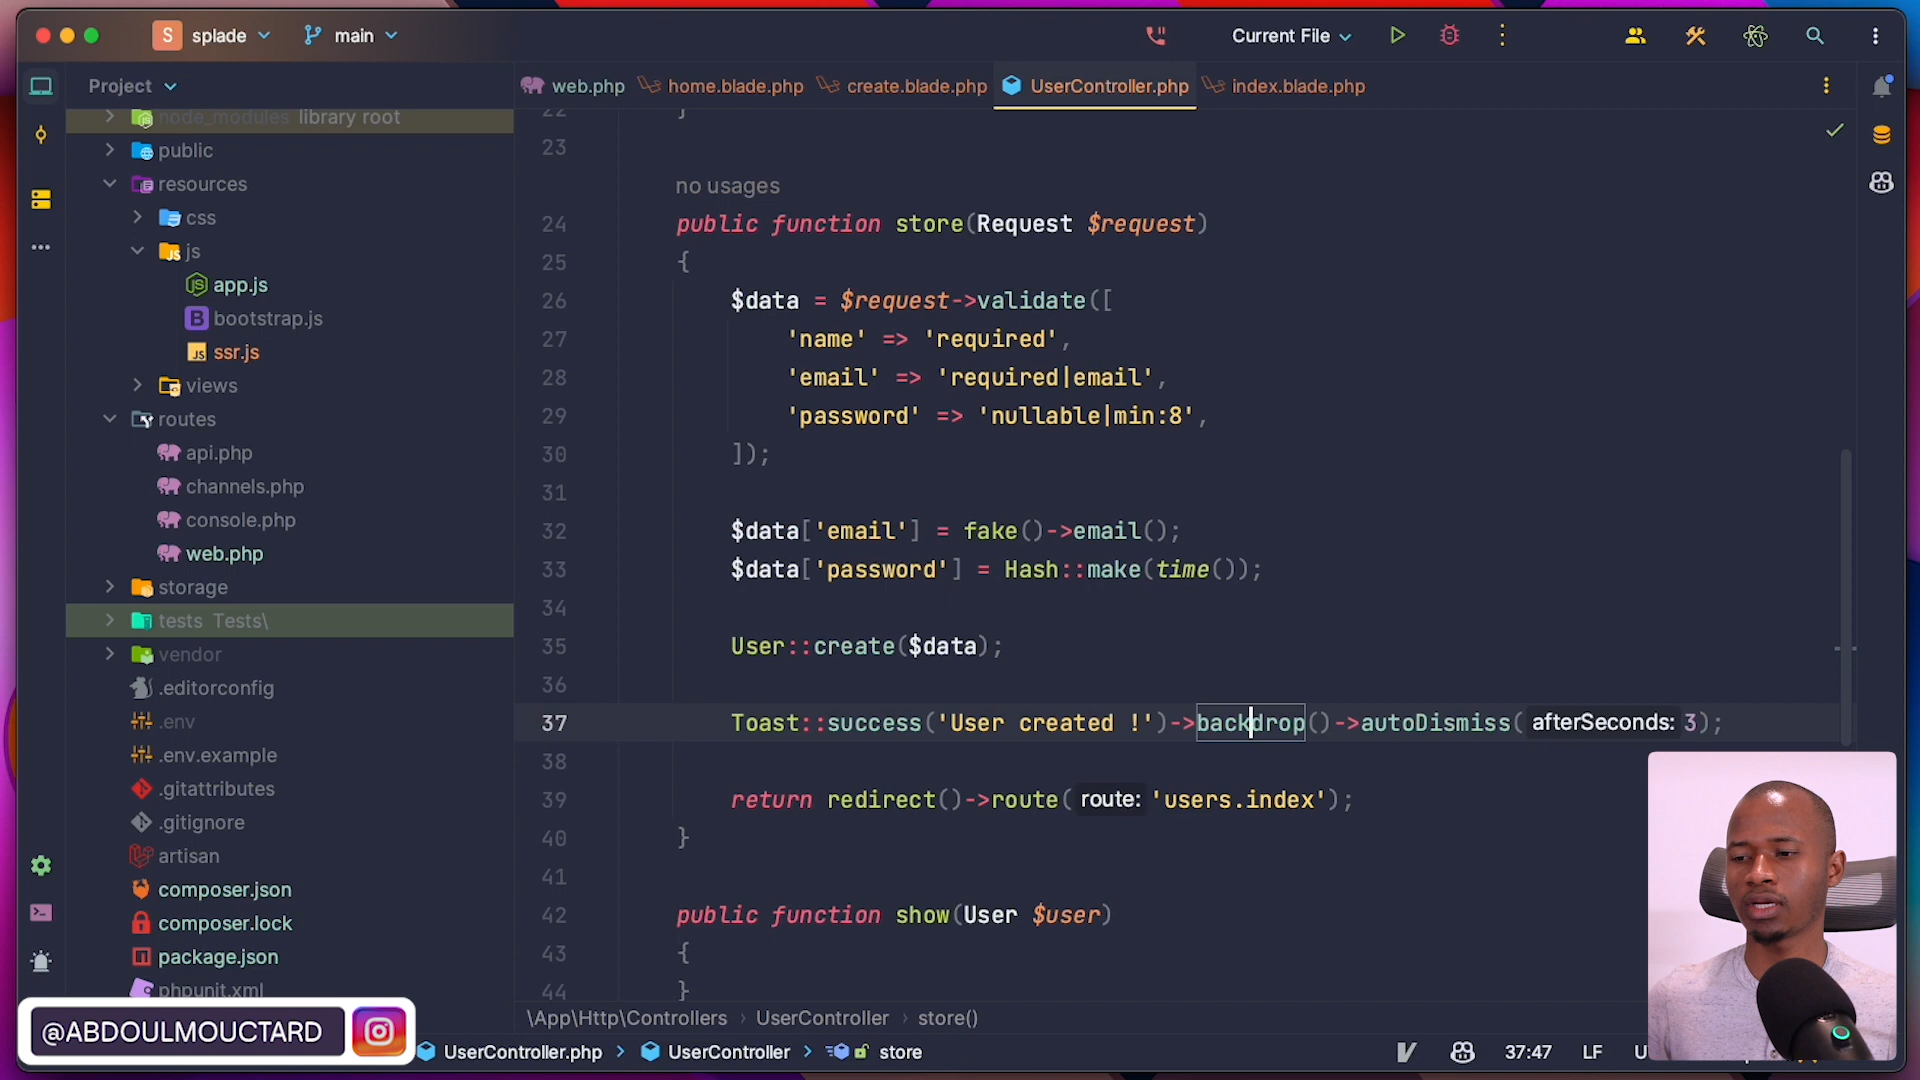 S splade main Current File
Project
web.php home.blade.php create.blade.php UserController.php index.blade.php
node_modules library root
public
resources
css
js
app.js
bootstrap.js
ssr.js
views
routes
api.php
channels.php
console.php
web.php
storage
tests Tests\
vendor
.editorconfig
.env
.env.example
.gitattributes
.gitignore
artisan
composer.json
composer.lock
package.json
phpunit.xml
22 }
23
no usages
24 public function store(Request $request)
25 {
26 $data = $request->validate([
27 'name' => 'required',
28 'email' => 'required|email',
29 'password' => 'nullable|min:8',
30 ]);
31
32 $data['email'] = fake()->email();
33 $data['password'] = Hash::make(time());
34
35 User::create($data);
36
37 Toast::success('User created !')->backdrop()->autoDismiss( afterSeconds: 3);
38
39 return redirect()->route( route: 'users.index');
40 }
41
42 public function show(User $user)
43 {
44 }
\App\Http\Controllers › UserController › store()
@ABDOULMOUCTARD
UserController.php › UserController › store 37:47 LF